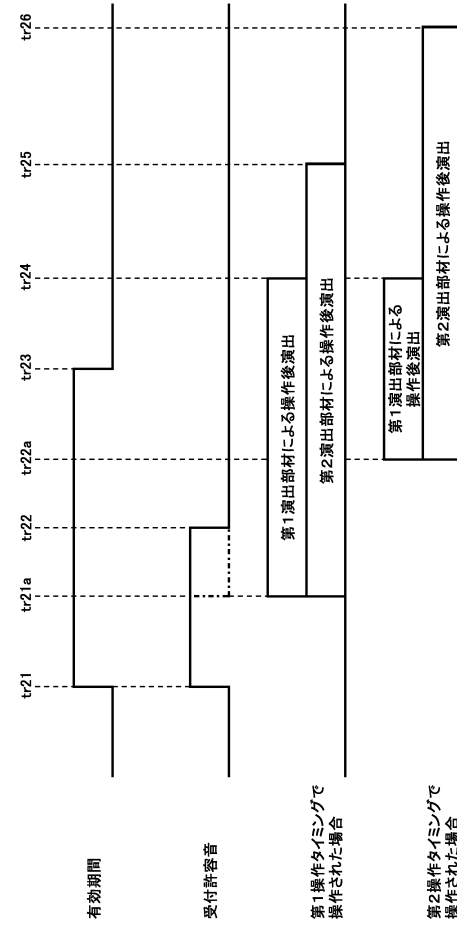 tr21
tr21a
tr22
tr22a
tr23
tr24
tr25
tr26
有効期間
受付許容音
第1操作タイミングで
操作された場合
第1演出部材による操作後演出
第2演出部材による操作後演出
第2操作タイミングで
操作された場合
第1演出部材による
操作後演出
第2演出部材による操作後演出